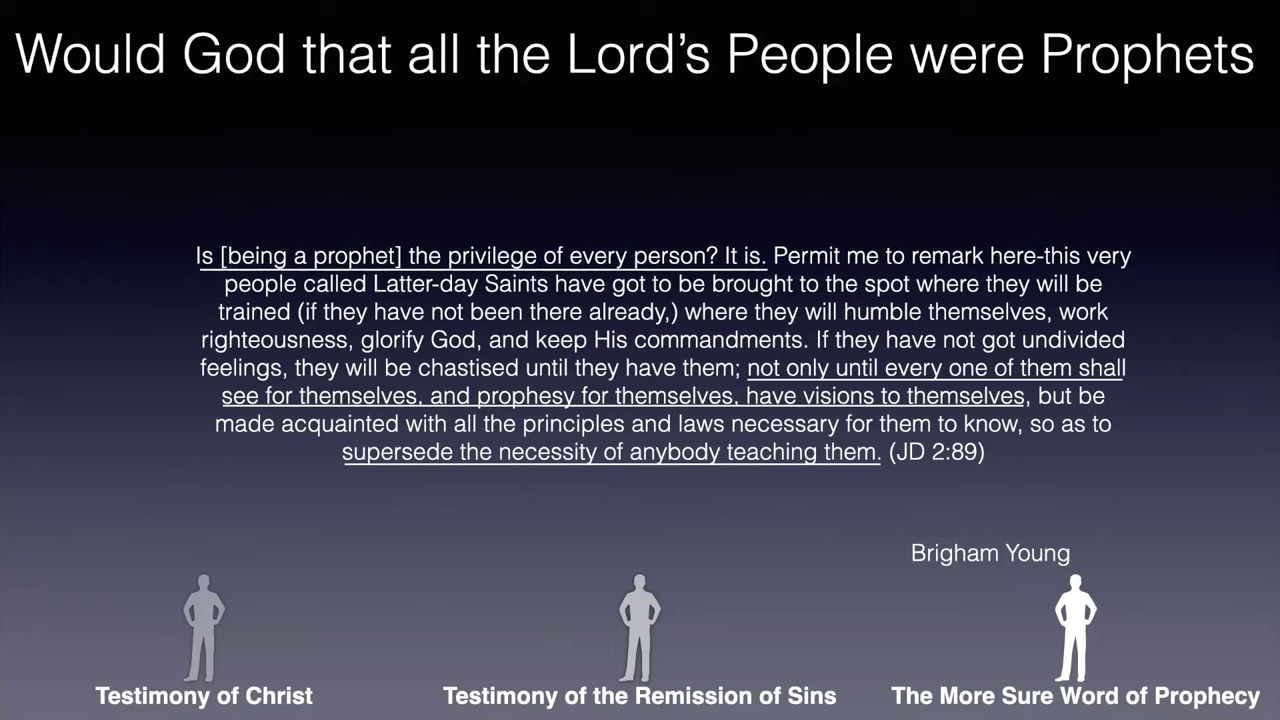 Would God that all the Lord’s People were Prophets
Is [being a prophet] the privilege of every person? It is. Permit me to remark here-this very
people called Latter-day Saints have got to be brought to the spot where they will be
trained (if they have not been there already,) where they will humble themselves, work
righteousness, glorify God, and keep His commandments. If they have not got undivided
feelings, they will be chastised until they have them; not only until every one of them shall
see for themselves, and prophesy for themselves, have visions to themselves, but be
made acquainted with all the principles and laws necessary for them to know, so as to
supersede the necessity of anybody teaching them. (JD 2:89)
Brigham Young
Testimony of Christ
Testimony of the Remission of Sins
The More Sure Word of Prophecy